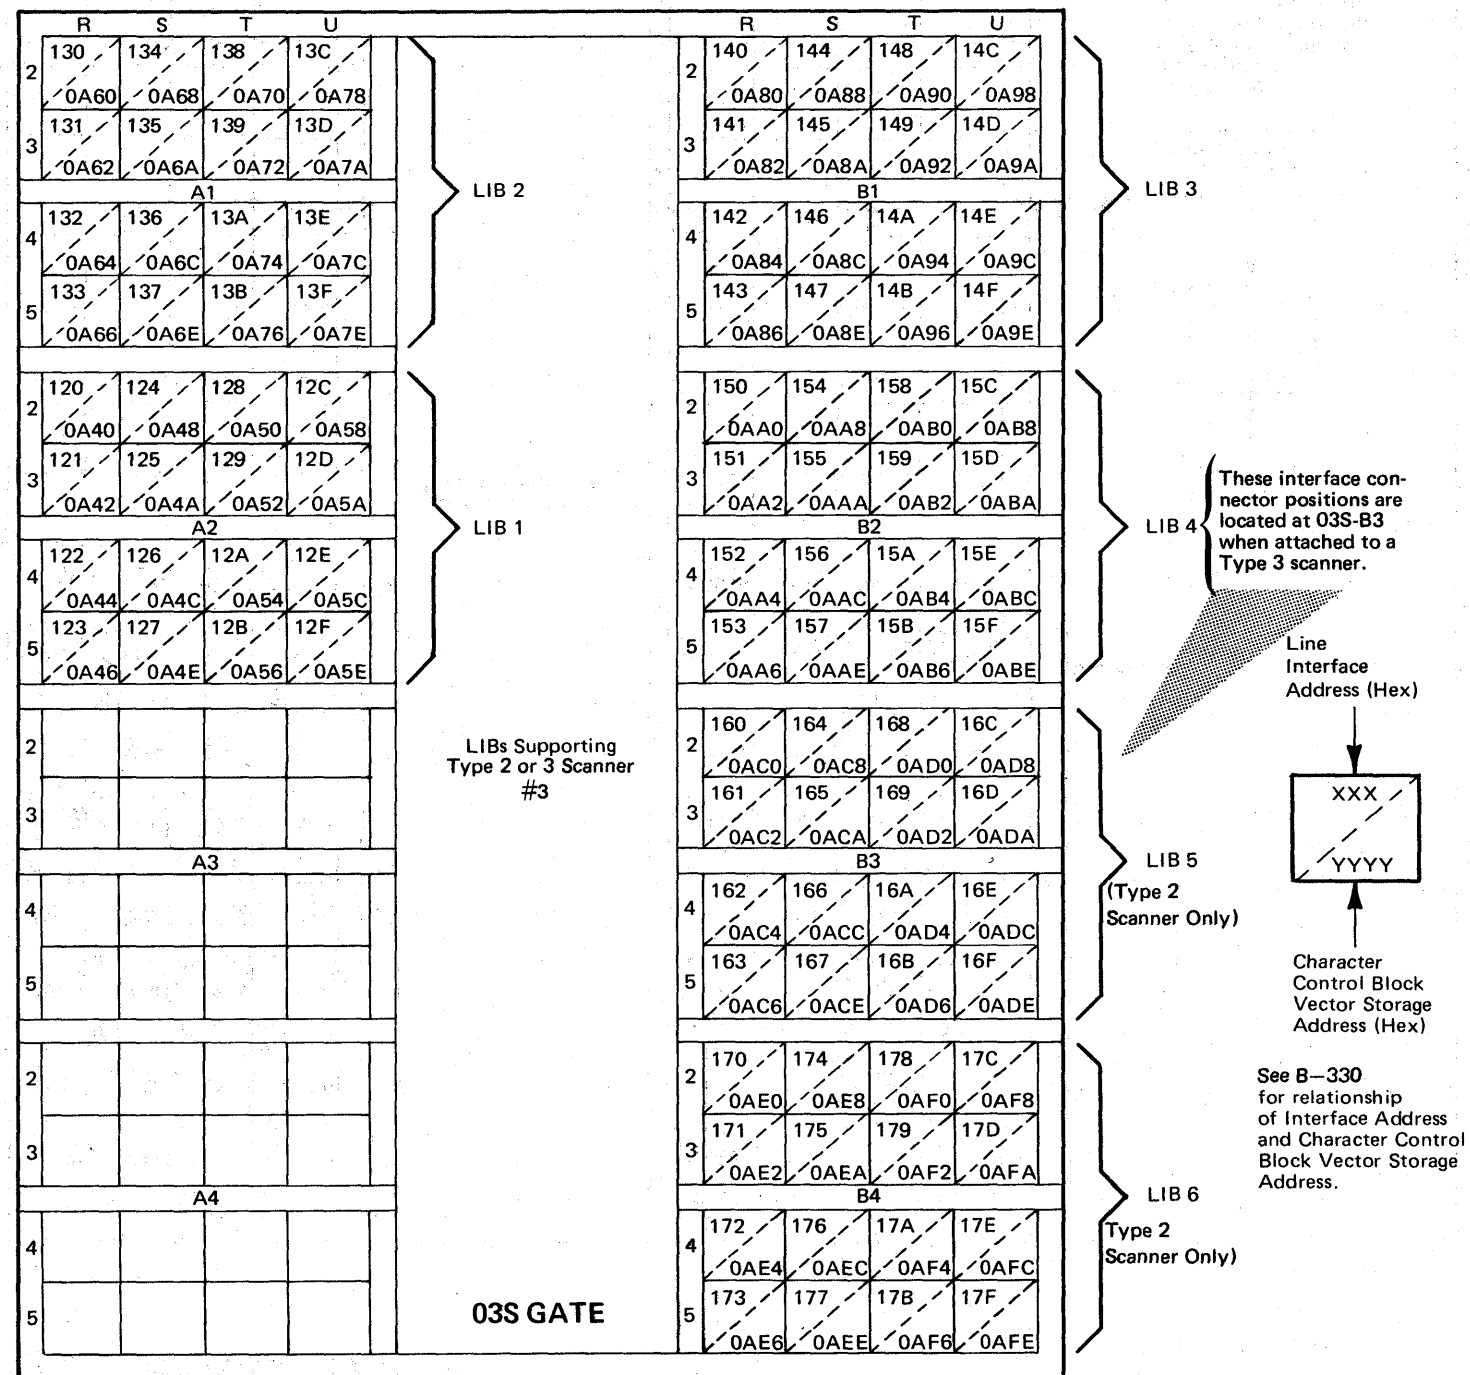 R S T U R S T U
2 130 134 138 13C 2 140 144 148 14C
0A60 0A68 0A70 0A78 0A80 0A88 0A90 0A98
3 131 135 139 13D 3 141 145 149 14D
0A62 0A6A 0A72 0A7A 0A82 0A8A 0A92 0A9A
A1 LIB 2 B1 LIB 3
4 132 136 13A 13E 4 142 146 14A 14E
0A64 0A6C 0A74 0A7C 0A84 0A8C 0A94 0A9C
5 133 137 13B 13F 5 143 147 14B 14F
0A66 0A6E 0A76 0A7E 0A86 0A8E 0A96 0A9E
2 120 124 128 12C 2 150 154 158 15C
0A40 0A48 0A50 0A58 0AA0 0AA8 0AB0 0AB8
3 121 125 129 12D 3 151 155 159 15D
0A42 0A4A 0A52 0A5A 0AA2 0AAA 0AB2 0ABA
A2 LIB 1 B2 LIB 4
These interface con-
nector positions are
located at 03S-B3
when attached to a
Type 3 scanner.
4 122 126 12A 12E 4 152 156 15A 15E
0A44 0A4C 0A54 0A5C 0AA4 0AAC 0AB4 0ABC
5 123 127 12B 12F 5 153 157 15B 15F
0A46 0A4E 0A56 0A5E 0AA6 0AAE 0AB6 0ABE
Line
Interface
Address (Hex)
XXX
YYYY
Character
Control Block
Vector Storage
Address (Hex)
2 2 160 164 168 16C
0AC0 0AC8 0AD0 0AD8
LIBs Supporting
Type 2 or 3 Scanner
#3
3 3 161 165 169 16D
0AC2 0ACA 0AD2 0ADA
A3 B3 LIB 5
(Type 2
Scanner Only)
4 4 162 166 16A 16E
0AC4 0ACC 0AD4 0ADC
5 5 163 167 16B 16F
0AC6 0ACE 0AD6 0ADE
See B—330
for relationship
of Interface Address
and Character Control
Block Vector Storage
Address.
2 2 170 174 178 17C
0AE0 0AE8 0AF0 0AF8
3 3 171 175 179 17D
0AE2 0AEA 0AF2 0AFA
A4 B4 LIB 6
Type 2
Scanner Only)
4 4 172 176 17A 17E
0AE4 0AEC 0AF4 0AFC
5 03S GATE 5 173 177 17B 17F
0AE6 0AEE 0AF6 0AFE